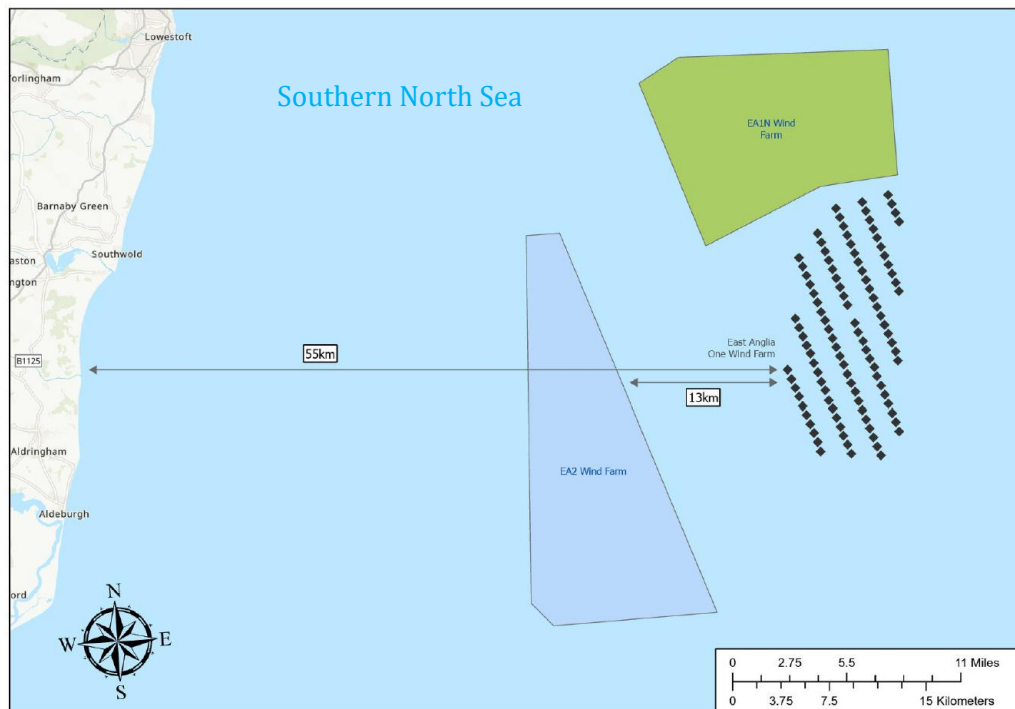 Lowestoft
orlingham
Southern North Sea
EA1N Wind
Farm
Barnaby Green
Southwold
aston
ngton
B1125
55km
East Anglia
One Wind Farm
13km
Aldringham
EA2 Wind Farm
Aldeburgh
ord
N
W E
S
0 2.75 5.5 11 Miles
0 3.75 7.5 15 Kilometers